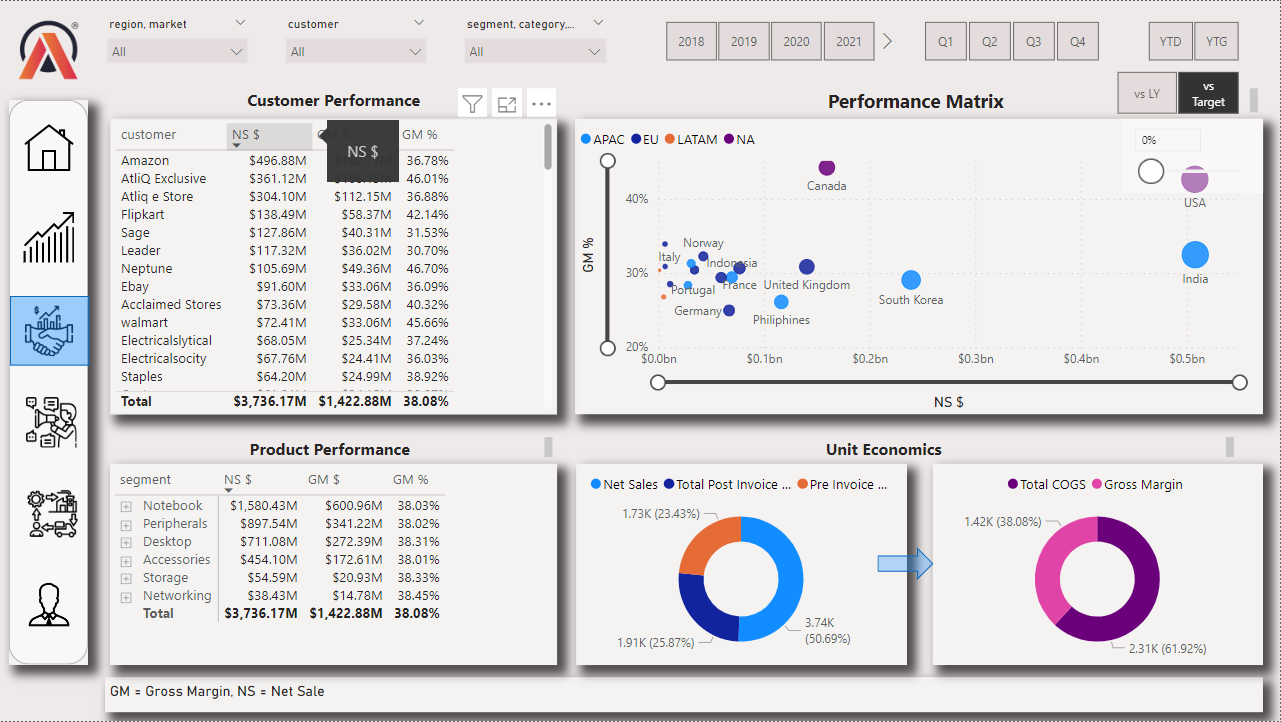 region, market
customer
segment, category,...
All
All
All
2018
2019
2020
2021
Q1
Q2
Q3
Q4
YTD
YTG
vs LY
vs Target
Customer Performance
customer NS $ GM %
NS $
Amazon $496.88M 36.78%
AtliQ Exclusive $361.12M 46.01%
Atliq e Store $304.10M $112.15M 36.88%
Flipkart $138.49M $58.37M 42.14%
Sage $127.86M $40.31M 31.53%
Leader $117.32M $36.02M 30.70%
Neptune $105.69M $49.36M 46.70%
Ebay $91.60M $33.06M 36.09%
Acclaimed Stores $73.36M $29.58M 40.32%
walmart $72.41M $33.06M 45.66%
Electricalslytical $68.05M $25.34M 37.24%
Electricalsocity $67.76M $24.41M 36.03%
Staples $64.20M $24.99M 38.92%
Total $3,736.17M $1,422.88M 38.08%
Performance Matrix
APAC EU LATAM NA
0%
GM %
40%
30%
20%
Canada
USA
Norway
Italy
Indonesia
Portugal
France
United Kingdom
India
South Korea
Germany
Philiphines
$0.0bn $0.1bn $0.2bn $0.3bn $0.4bn $0.5bn
NS $
Product Performance
segment NS $ GM $ GM %
Notebook $1,580.43M $600.96M 38.03%
Peripherals $897.54M $341.22M 38.02%
Desktop $711.08M $272.39M 38.31%
Accessories $454.10M $172.61M 38.01%
Storage $54.59M $20.93M 38.33%
Networking $38.43M $14.78M 38.45%
Total $3,736.17M $1,422.88M 38.08%
Unit Economics
Net Sales Total Post Invoice ... Pre Invoice ...
1.73K (23.43%)
1.91K (25.87%)
3.74K
(50.69%)
Total COGS Gross Margin
1.42K (38.08%)
2.31K (61.92%)
GM = Gross Margin, NS = Net Sale